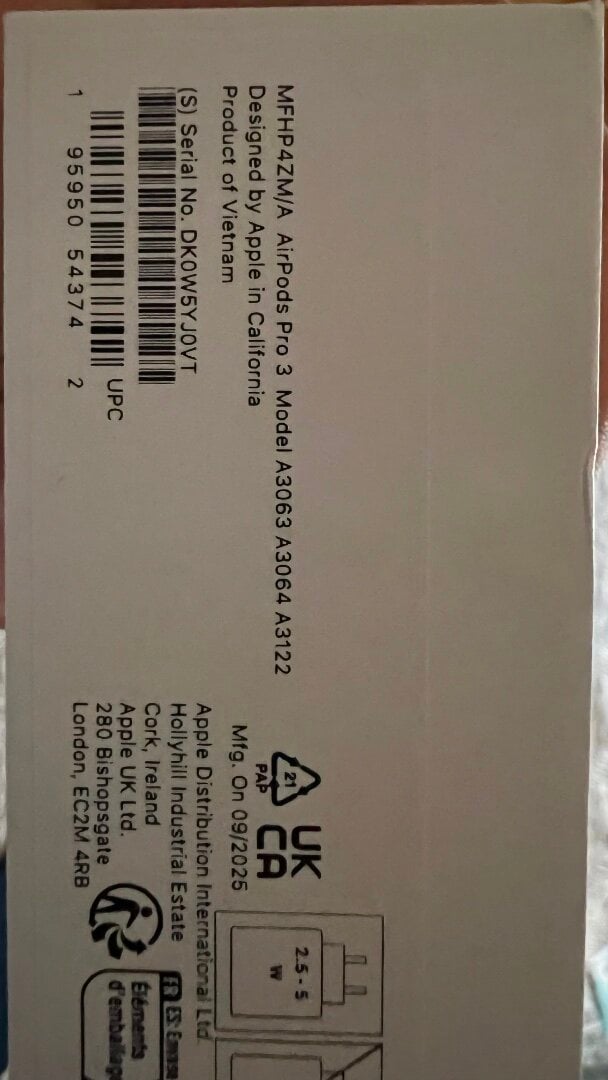 MFHP4ZM/A AirPods Pro 3 Model A3063 A3064 A3122
Designed by Apple in California
Product of Vietnam
(S) Serial No. DK0W5YJ0VT
UPC
1 95950 54374 2
21
PAP
UK
CA
Mfg. On 09/2025
Apple Distribution International Ltd.
Hollyhill Industrial Estate
Cork, Ireland
Apple UK Ltd.
280 Bishopsgate
London, EC2M 4RB
2.5 - 5
W
FR ES:
Éléments